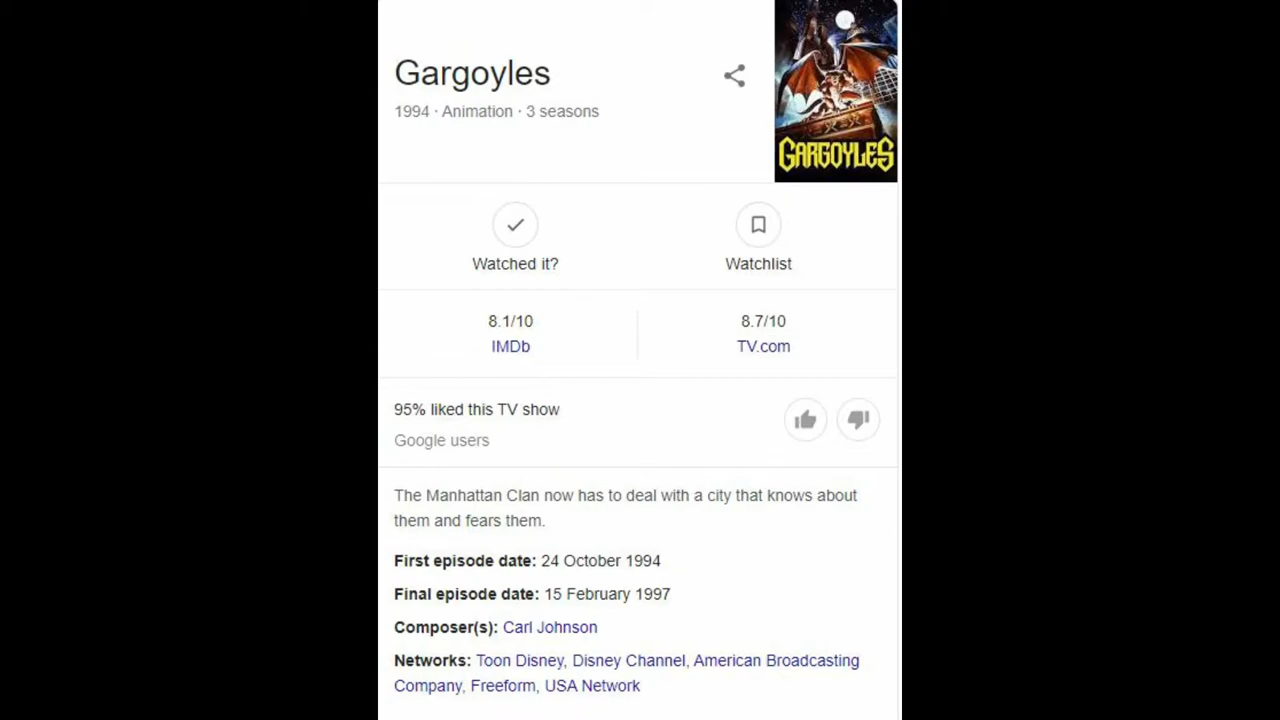 Gargoyles
1994 · Animation · 3 seasons
GARGOYLES
Watched it?
Watchlist
8.1/10
IMDb
8.7/10
TV.com
95% liked this TV show
Google users
The Manhattan Clan now has to deal with a city that knows about
them and fears them.
First episode date: 24 October 1994
Final episode date: 15 February 1997
Composer(s): Carl Johnson
Networks: Toon Disney, Disney Channel, American Broadcasting
Company, Freeform, USA Network